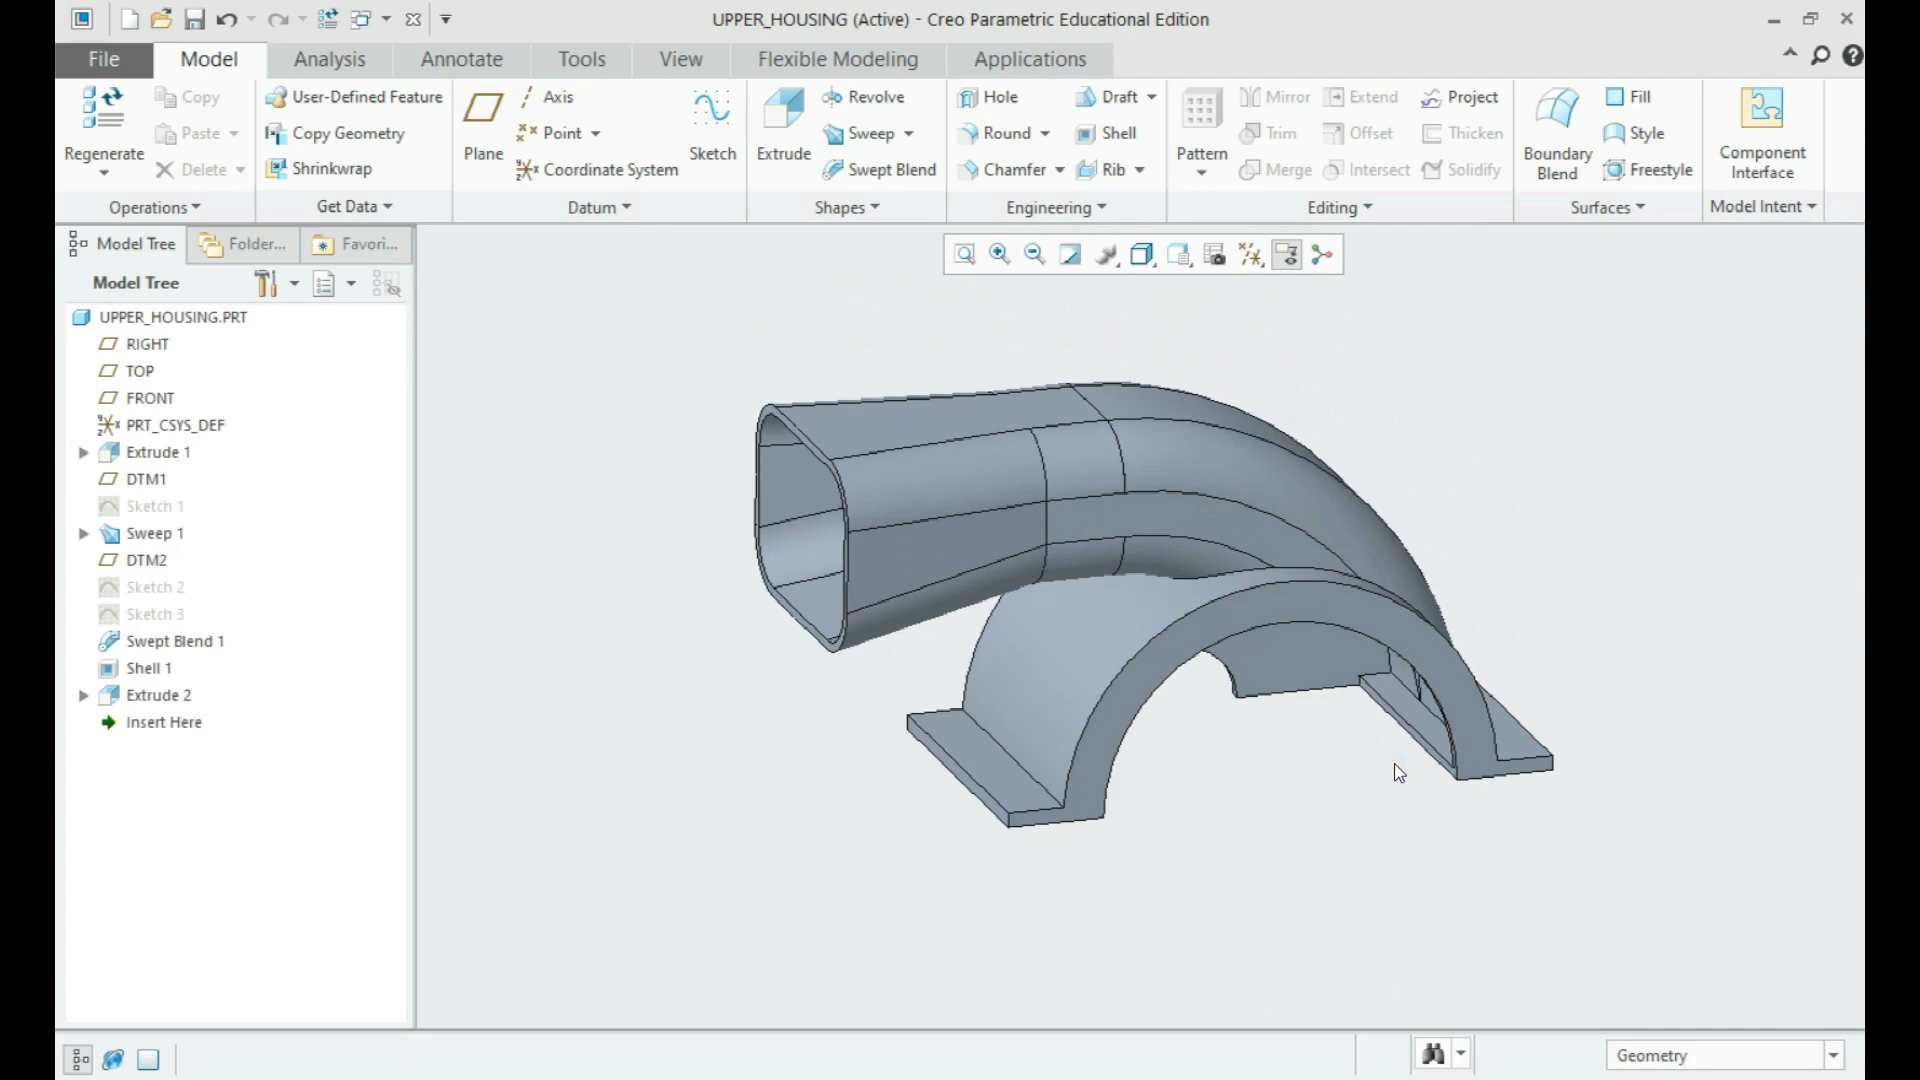 UPPER_HOUSING (Active) - Creo Parametric Educational Edition
File Model Analysis Annotate Tools View Flexible Modeling Applications
Copy User-Defined Feature Axis Revolve Hole Draft Mirror Extend Project Fill
Paste Copy Geometry Point Sweep Round Shell Trim Offset Thicken Style
Regenerate Plane Sketch Extrude Pattern Boundary Blend Component Interface
Delete Shrinkwrap Coordinate System Swept Blend Chamfer Rib Merge Intersect Solidify Freestyle
Operations Get Data Datum Shapes Engineering Editing Surfaces Model Intent
Model Tree Folder... Favori...
Model Tree
UPPER_HOUSING.PRT
RIGHT
TOP
FRONT
PRT_CSYS_DEF
Extrude 1
DTM1
Sketch 1
Sweep 1
DTM2
Sketch 2
Sketch 3
Swept Blend 1
Shell 1
Extrude 2
Insert Here
Geometry